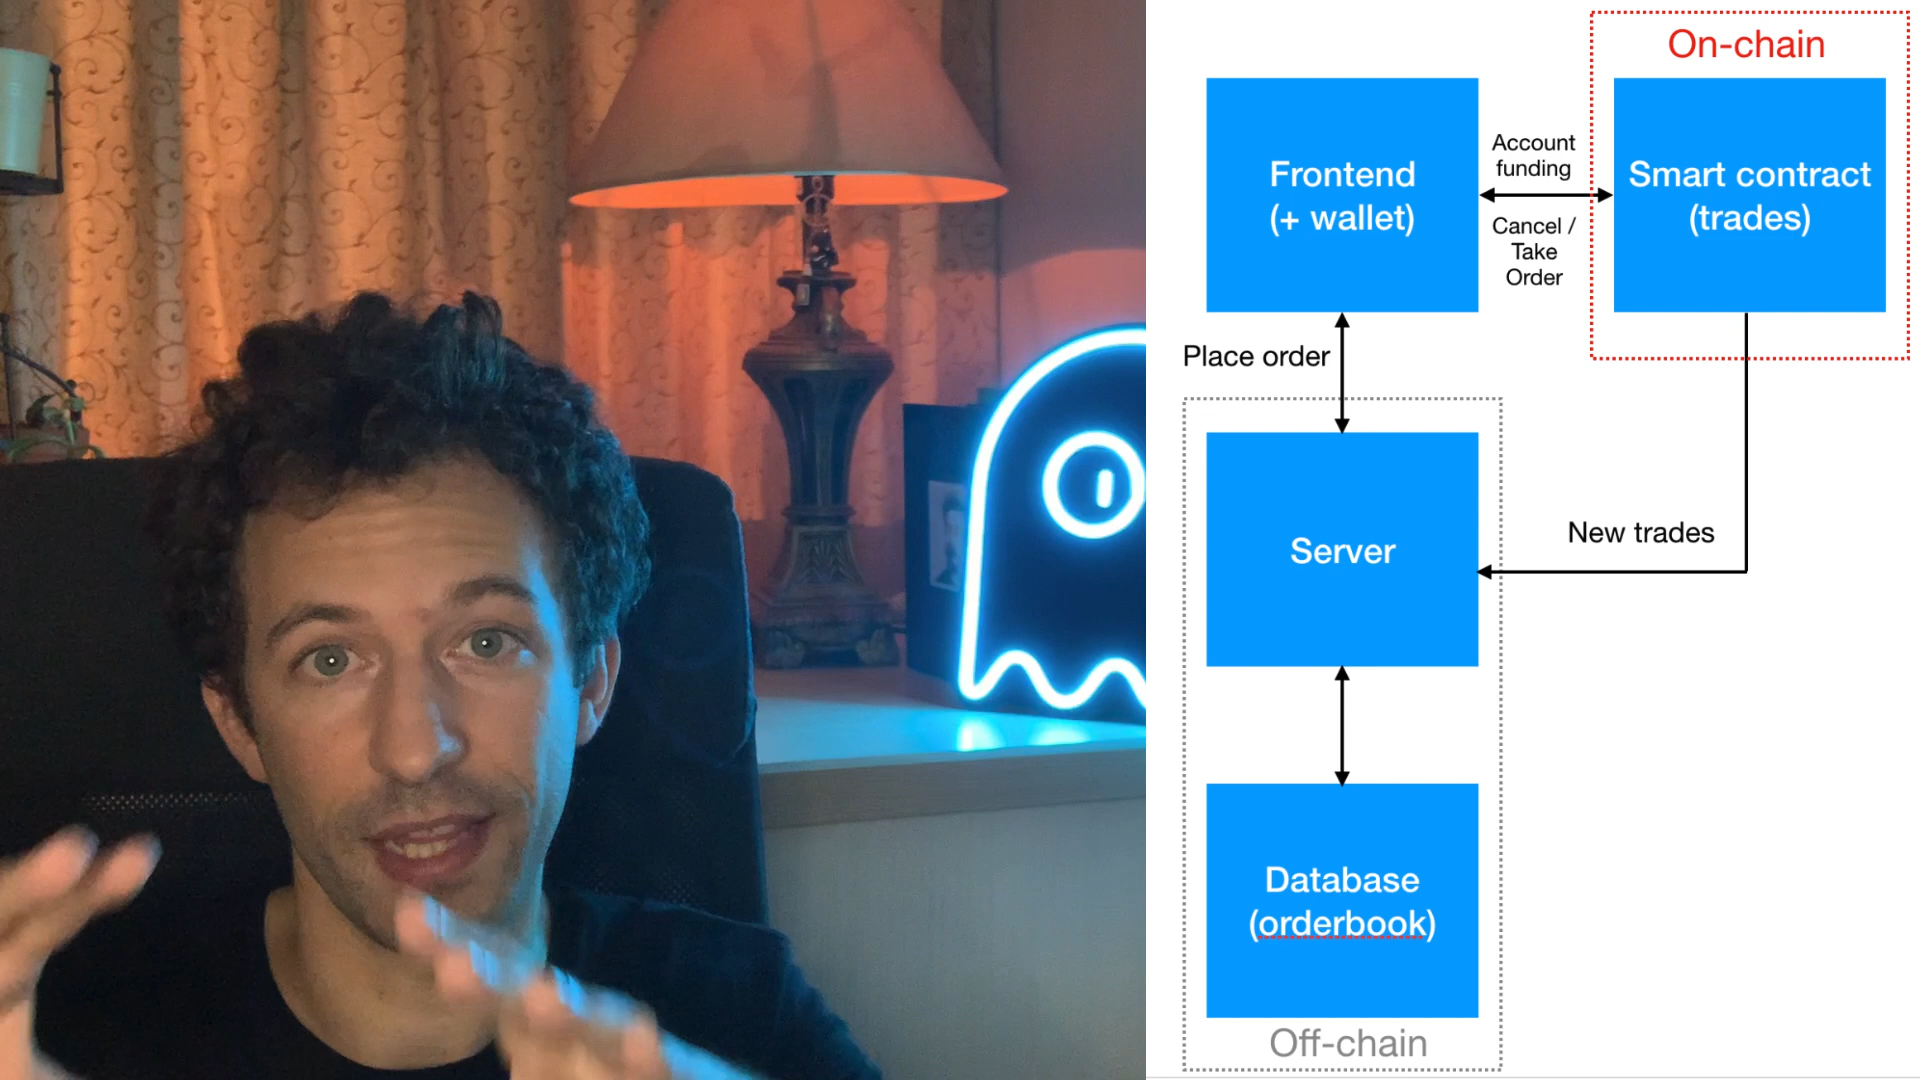 On-chain
Frontend
(+ wallet)
Account
funding
Cancel /
Take
Order
Smart contract
(trades)
Place order
Server
New trades
Database
(orderbook)
Off-chain